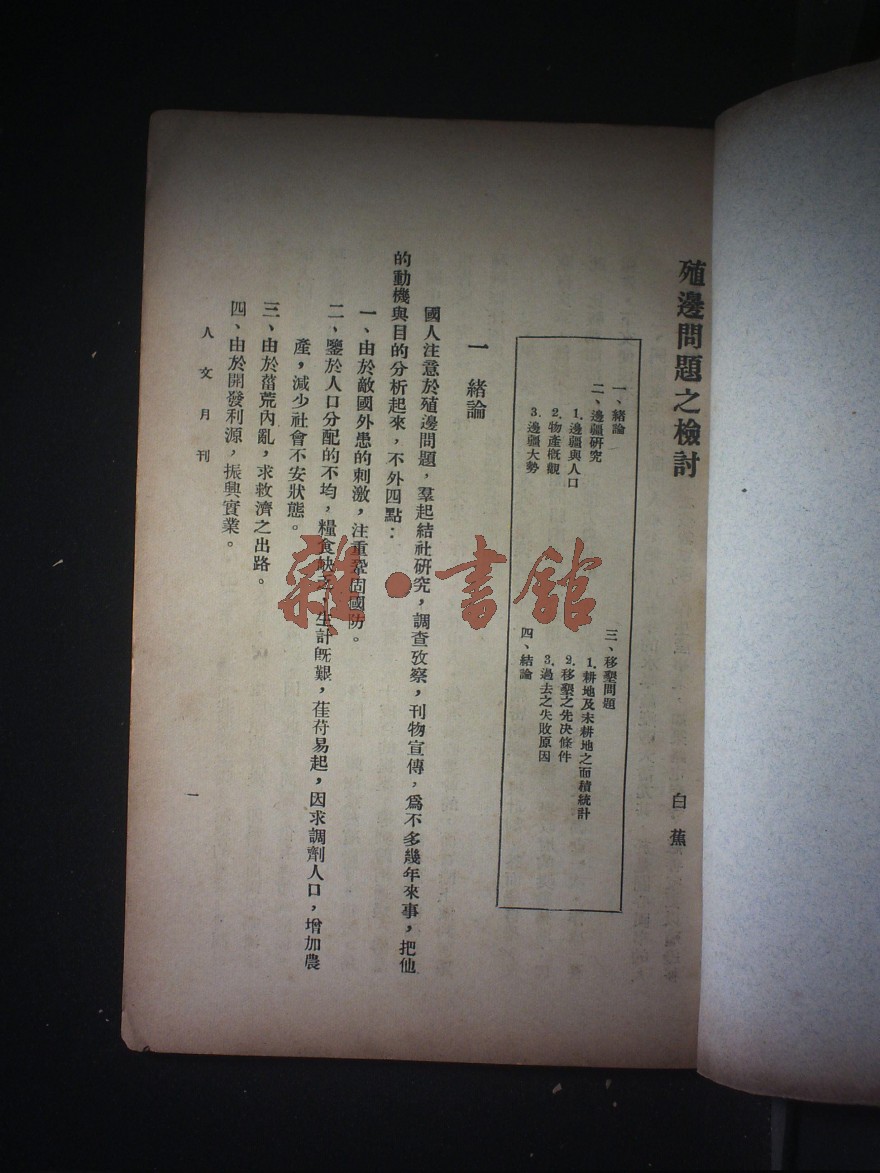 殖邊問題之檢討
白蕉
一、緒論
二、邊疆研究
1.邊疆與人口
2.物產概觀
3.邊疆大勢
三、移墾問題
1.耕地及未耕地之面積統計
2.移墾之先決條件
3.過去之失敗原因
四、結論
一 緒論
國人注意於殖邊問題，羣起結社研究，調查攷察，刊物宣傳，爲不多幾年來事，把他
的動機與目的分析起來，不外四點：
一、由於敵國外患的刺激，注重鞏固國防。
二、鑒於人口分配的不均，糧食缺乏，生計既艱，萑苻易起，因求調劑人口，增加農
產，減少社會不安狀態。
三、由於菑荒內亂，求救濟之出路。
四、由於開發利源，振興實業。
人文月刊
一
雜·書館